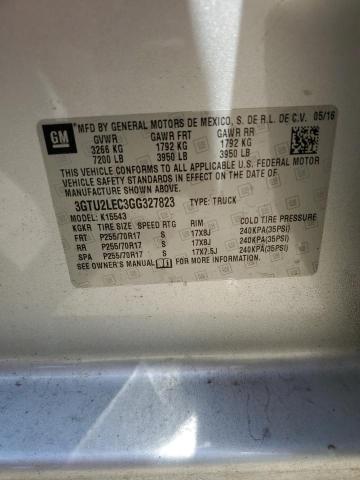 GM
MFD BY GENERAL MOTORS DE MEXICO, S. DE R.L. DE C.V. 05/16
GVWR GAWR FRT GAWR RR
3266 KG 1792 KG 1792 KG
7200 LB 3950 LB 3950 LB
THIS VEHICLE CONFORMS TO ALL APPLICABLE U.S. FEDERAL MOTOR
VEHICLE SAFETY STANDARDS IN EFFECT ON THE DATE OF
MANUFACTURE SHOWN ABOVE.
3GTU2LEC3GG327823 TYPE: TRUCK
MODEL: K15543
KGKR TIRE SIZE SPEED RTG RIM COLD TIRE PRESSURE
FRT P255/70R17 S 17X8J 240KPA(35PSI)
RR P255/70R17 S 17X8J 240KPA(35PSI)
SPA P255/70R17 S 17X7.5J 240KPA(35PSI)
SEE OWNER'S MANUAL FOR MORE INFORMATION.